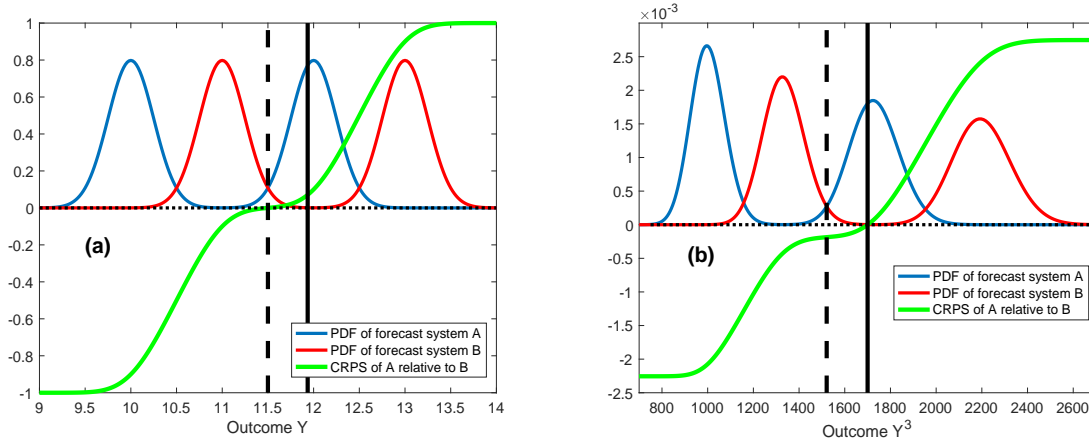 1
0.8
0.6
0.4
0.2
0
-0.2
-0.4
-0.6
-0.8
-1
(a)
PDF of forecast system A
PDF of forecast system B
CRPS of A relative to B
9 9.5 10 10.5 11 11.5 12 12.5 13 13.5 14
Outcome Y
×10⁻³
2.5
2
1.5
1
0.5
0
-0.5
-1
-1.5
-2
-2.5
(b)
PDF of forecast system A
PDF of forecast system B
CRPS of A relative to B
800 1000 1200 1400 1600 1800 2000 2200 2400 2600
Outcome Y³